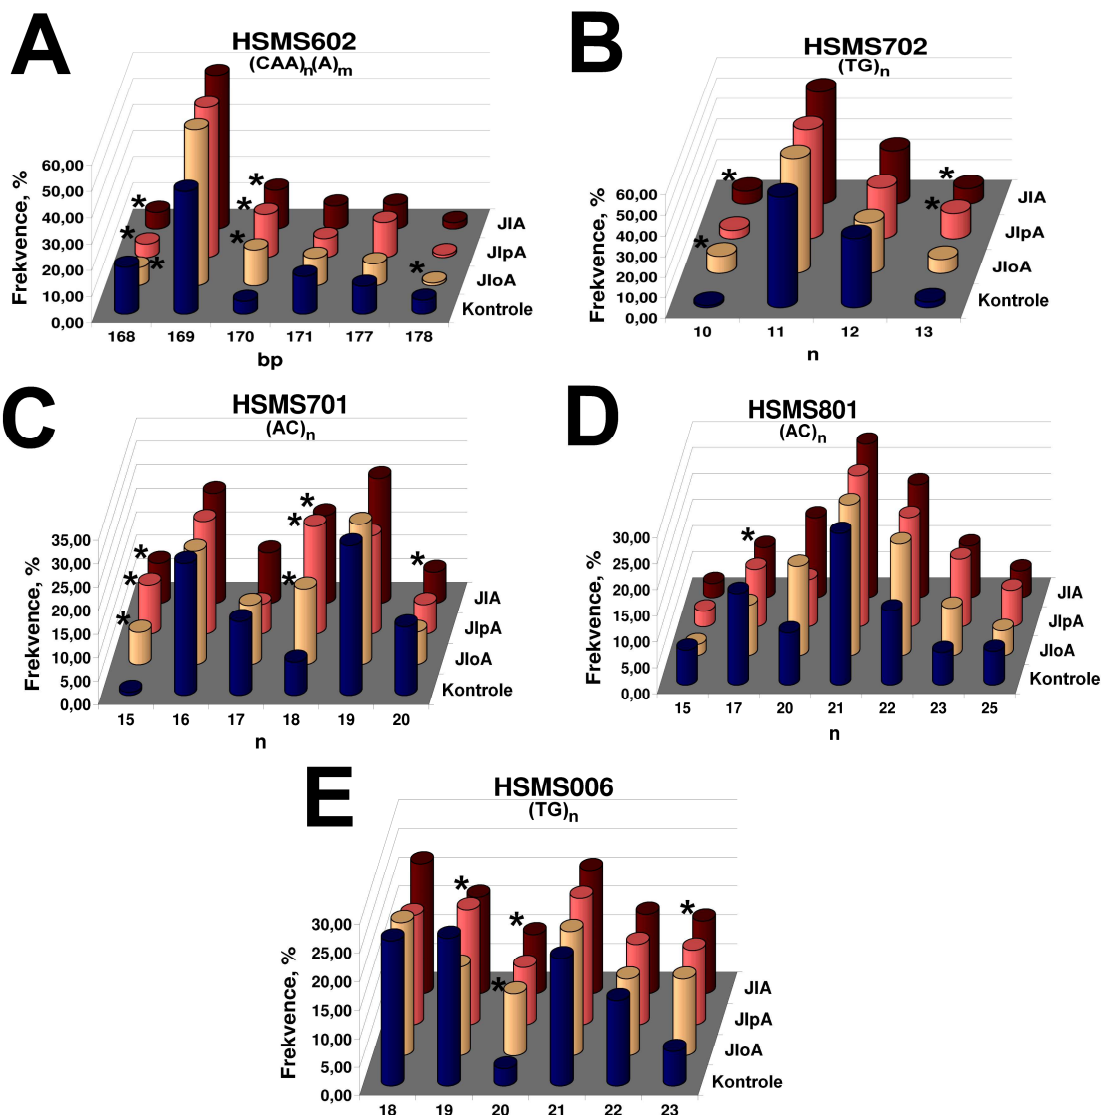 A
HSMS602
(CAA)n(A)m
Frekvence, %
60,00
50,00
40,00
30,00
20,00
10,00
0,00
168 169 170 171 177 178
bp
JIA
JIpA
JIoA
Kontrole
* * * * * * *
B
HSMS702
(TG)n
Frekvence, %
60,00
50,00
40,00
30,00
20,00
10,00
0,00
10 11 12 13
n
JIA
JIpA
JIoA
Kontrole
* * * *
C
HSMS701
(AC)n
Frekvence, %
35,00
30,00
25,00
20,00
15,00
10,00
5,00
0,00
15 16 17 18 19 20
n
JIA
JIpA
JIoA
Kontrole
* * * * * * *
D
HSMS801
(AC)n
Frekvence, %
30,00
25,00
20,00
15,00
10,00
5,00
0,00
15 17 20 21 22 23 25
n
JIA
JIpA
JIoA
Kontrole
*
E
HSMS006
(TG)n
Frekvence, %
30,00
25,00
20,00
15,00
10,00
5,00
0,00
18 19 20 21 22 23
JIA
JIpA
JIoA
Kontrole
* * * *